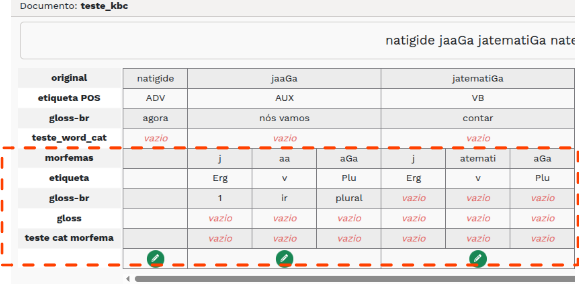 Documento: teste_kbc
natigide jaaGa jatematiGa nate
original natigide jaaGa jatematiGa
etiqueta POS ADV AUX VB
gloss-br agora nós vamos contar
teste_word_cat vazio vazio vazio
morfemas j aa aGa j atemati aGa
etiqueta Erg v Plu Erg v Plu
gloss-br 1 ir plural vazio vazio vazio
gloss vazio vazio vazio vazio vazio vazio
teste cat morfema vazio vazio vazio vazio vazio vazio